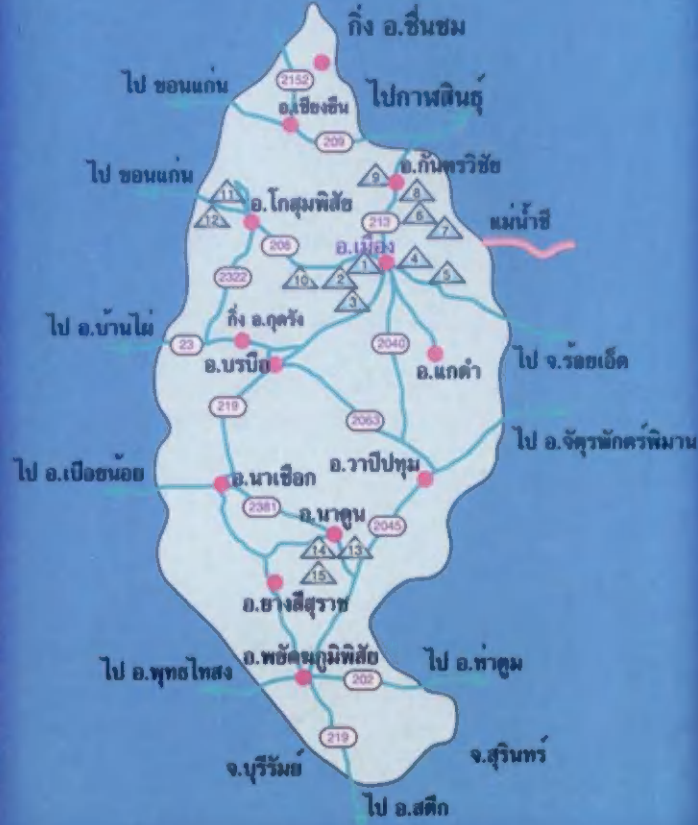 กิ่ง อ.ชื่นชม
ไป ขอนแก่น
2152
ไปกาฬสินธุ์
อ.เชียงยืน
209
ไป ขอนแก่น
อ.กันทรวิชัย
9
8
11
อ.โกสุมพิสัย
12
213
6
7
แม่น้ำชี
208
อ.เมือง
1
4
5
10
2
3
2322
ไป อ.บ้านไผ่
23
กิ่ง อ.กุดรัง
2040
ไป จ.ร้อยเอ็ด
อ.บรบือ
อ.แกดำ
219
2063
ไป อ.จัตุรพักตร์พิมาน
ไป อ.เปือยน้อย
อ.นาเชือก
อ.วาปีปทุม
2381
อ.นาดูน
2045
14
13
15
อ.ยางสีสุราช
อ.พยัคฆภูมิพิสัย
ไป อ.พุทธไทสง
202
ไป อ.ท่าตูม
219
จ.บุรีรัมย์
จ.สุรินทร์
ไป อ.สตึก